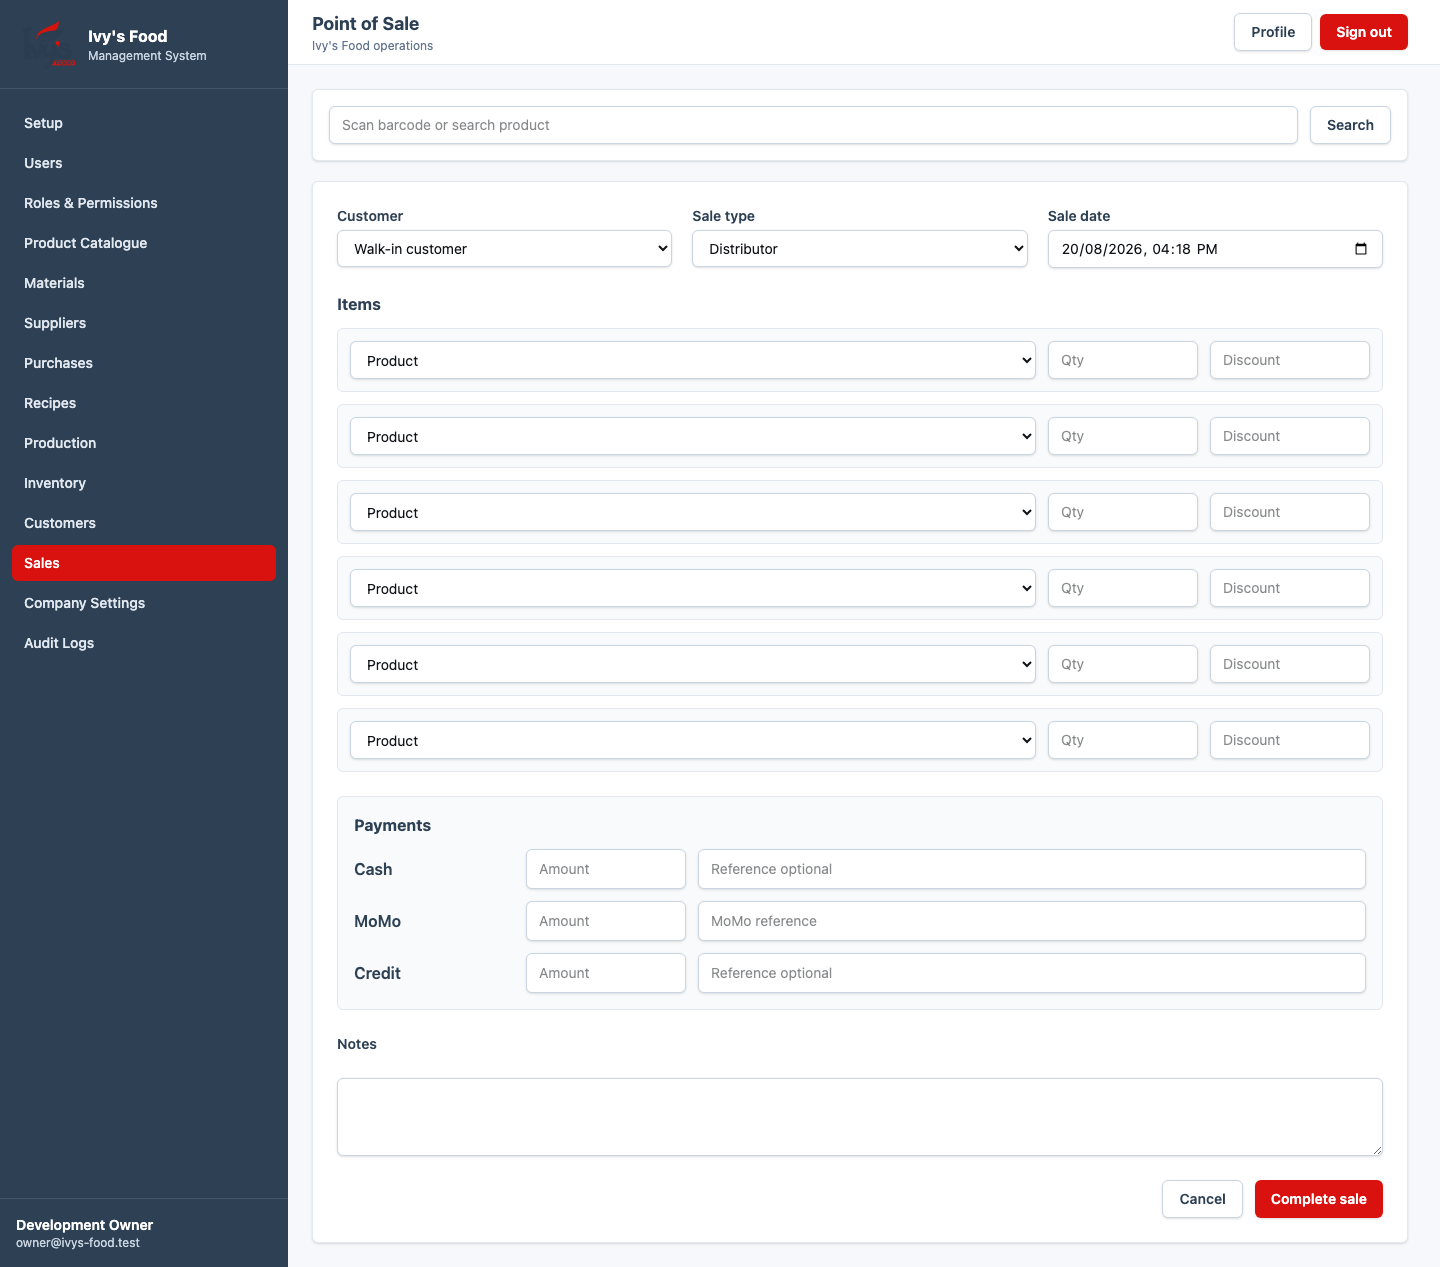 Ivy's Food
Management System
Setup
Users
Roles & Permissions
Product Catalogue
Materials
Suppliers
Purchases
Recipes
Production
Inventory
Customers
Sales
Company Settings
Audit Logs
Development Owner
owner@ivys-food.test
Point of Sale
Ivy's Food operations
Profile
Sign out
Scan barcode or search product
Search
Customer
Sale type
Sale date
Walk-in customer
Distributor
20/08/2026, 04:18 PM
Items
Product
Qty
Discount
Product
Qty
Discount
Product
Qty
Discount
Product
Qty
Discount
Product
Qty
Discount
Product
Qty
Discount
Payments
Cash
Amount
Reference optional
MoMo
Amount
MoMo reference
Credit
Amount
Reference optional
Notes
Cancel
Complete sale